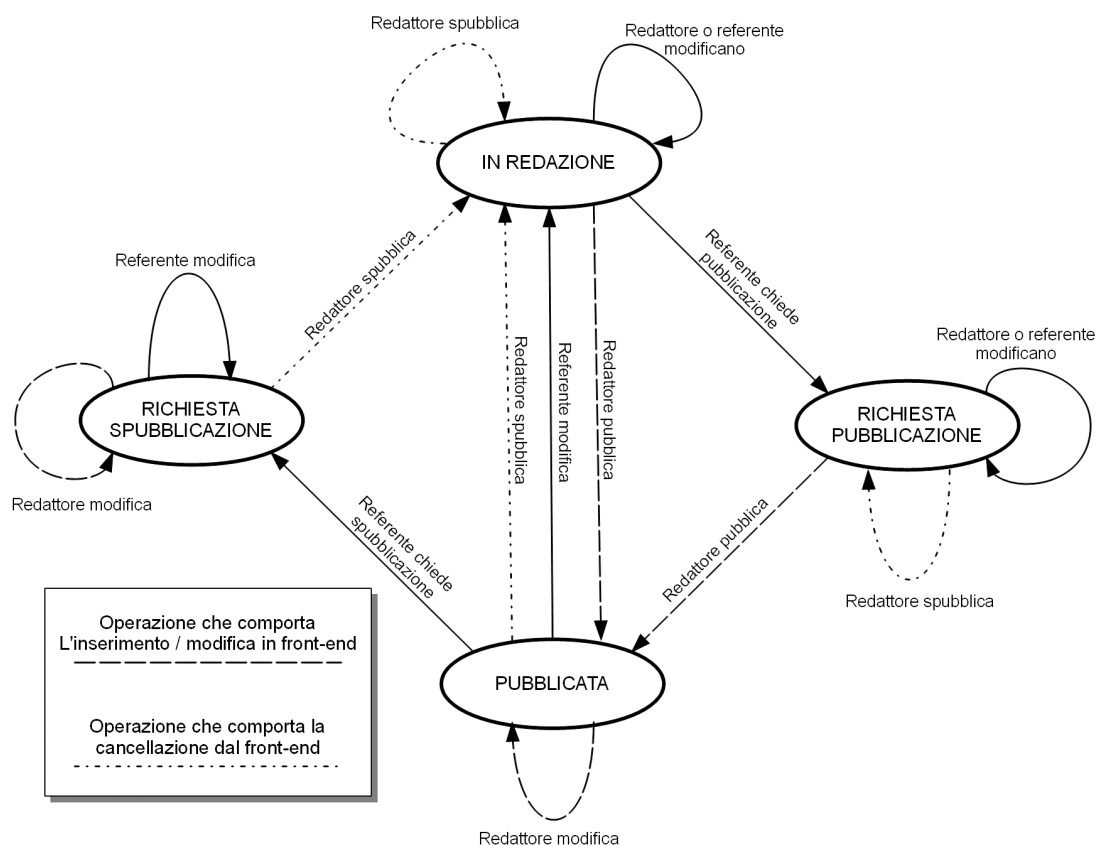 Redattore spubblica
Redattore o referente
modificano
IN REDAZIONE
Referente modifica
Redattore spubblica
Referente chiede
pubblicazione
Redattore o referente
modificano
RICHIESTA
SPUBBLICAZIONE
Redattore spubblica
Referente modifica
Redattore pubblica
RICHIESTA
PUBBLICAZIONE
Redattore modifica
Referente chiede
spubblicazione
Redattore pubblica
Redattore spubblica
Operazione che comporta
L'inserimento / modifica in front-end
PUBBLICATA
Operazione che comporta la
cancellazione dal front-end
Redattore modifica